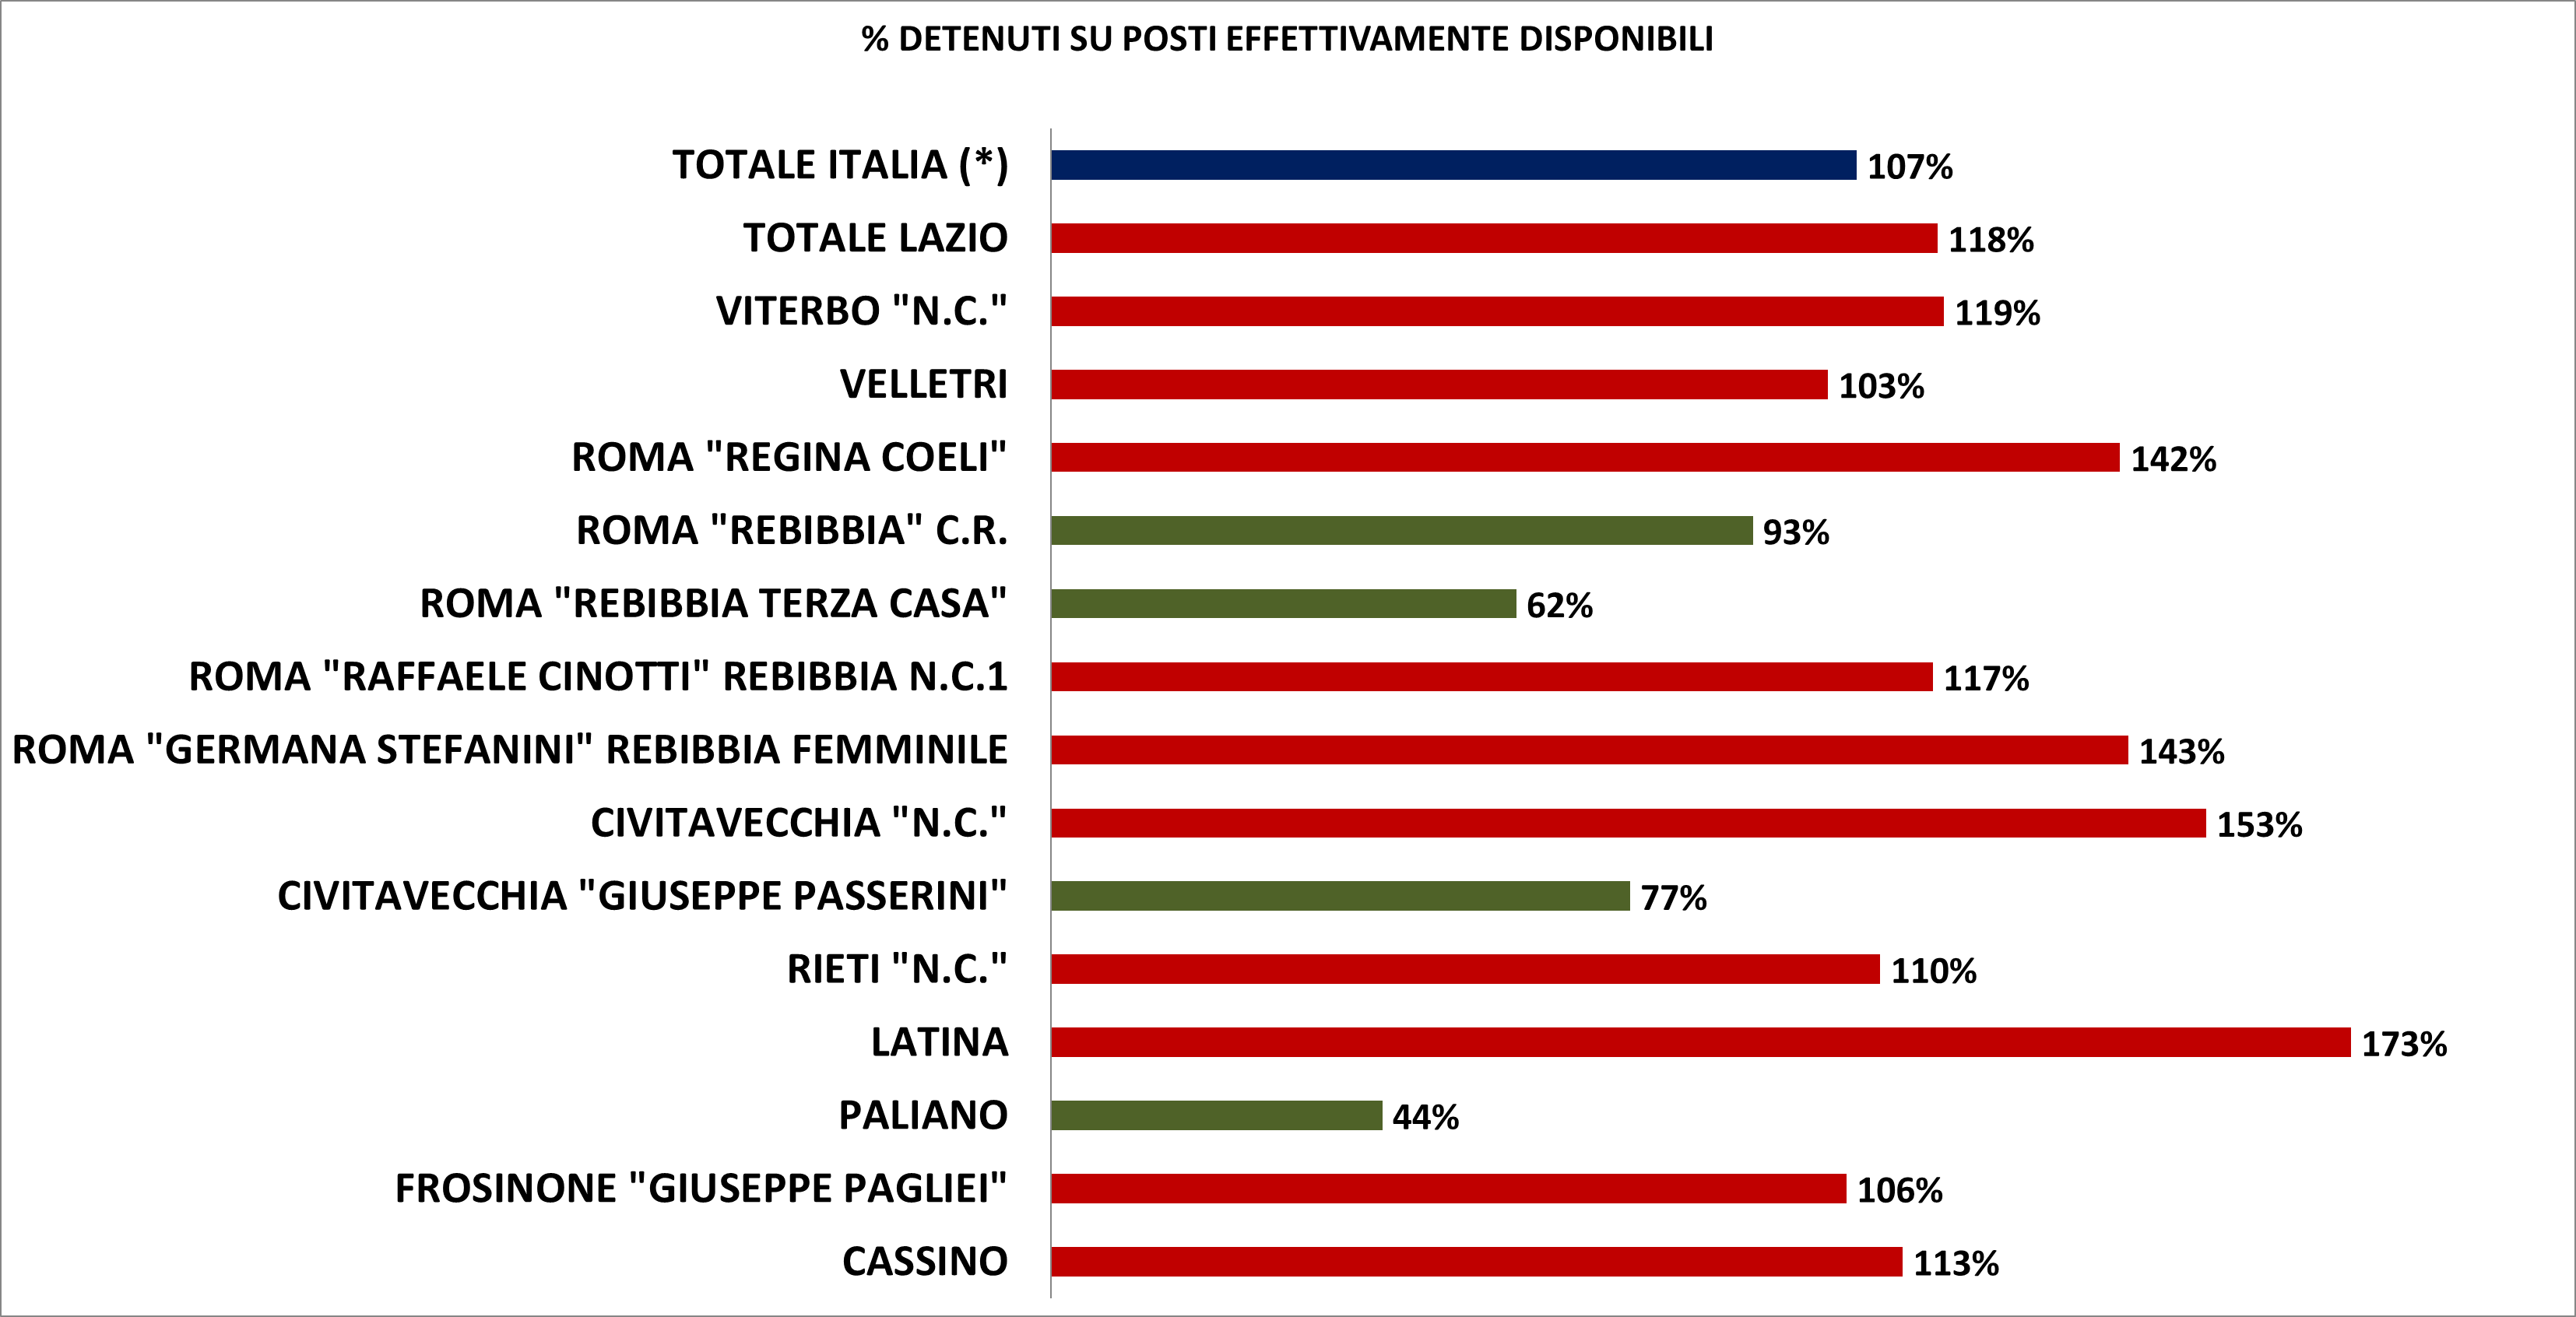 % DETENUTI SU POSTI EFFETTIVAMENTE DISPONIBILI
TOTALE ITALIA (*) 107%
TOTALE LAZIO 118%
VITERBO "N.C." 119%
VELLETRI 103%
ROMA "REGINA COELI" 142%
ROMA "REBIBBIA" C.R. 93%
ROMA "REBIBBIA TERZA CASA" 62%
ROMA "RAFFAELE CINOTTI" REBIBBIA N.C.1 117%
ROMA "GERMANA STEFANINI" REBIBBIA FEMMINILE 143%
CIVITAVECCHIA "N.C." 153%
CIVITAVECCHIA "GIUSEPPE PASSERINI" 77%
RIETI "N.C." 110%
LATINA 173%
PALIANO 44%
FROSINONE "GIUSEPPE PAGLIEI" 106%
CASSINO 113%